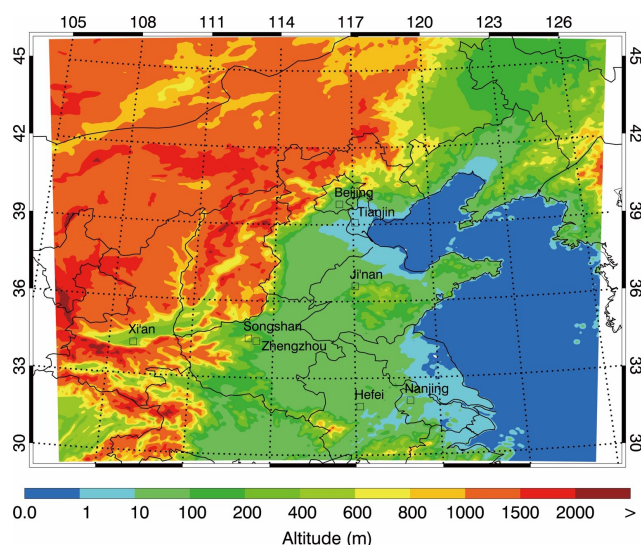 105 108 111 114 117 120 123 126
45 45
42 42
Beijing
39 Tianjin 39
Ji'nan
36 36
Xi'an Songshan
Zhengzhou
33 33
Hefei Nanjing
30 30
0.0 1 10 100 200 400 600 800 1000 1500 2000 >
Altitude (m)